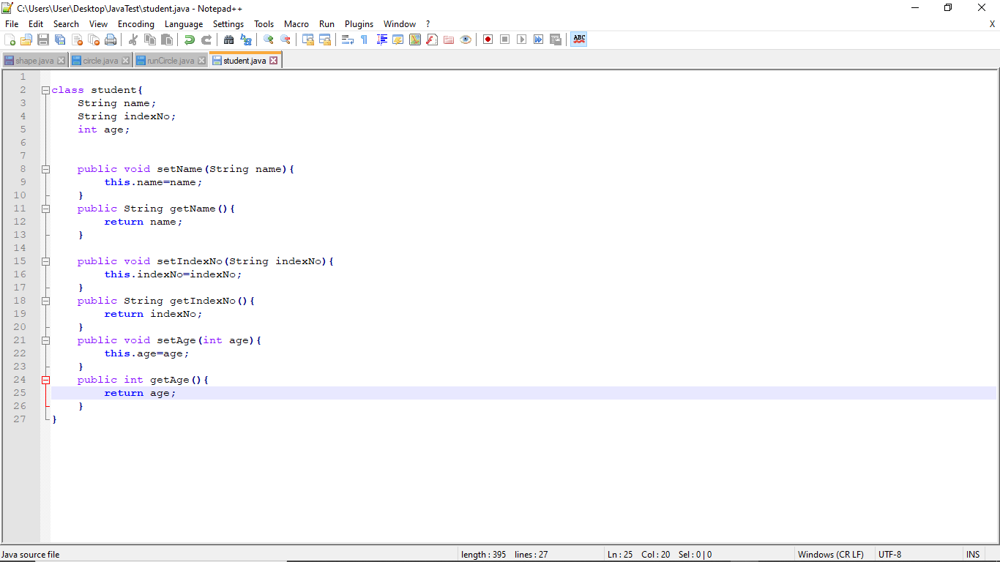 C:\Users\User\Desktop\JavaTest\student.java - Notepad++
File Edit Search View Encoding Language Settings Tools Macro Run Plugins Window ? X
ABC
shape.java circle.java runCircle.java student.java
1
2 class student{
3 String name;
4 String indexNo;
5 int age;
6
7
8 public void setName(String name){
9 this.name=name;
10 }
11 public String getName(){
12 return name;
13 }
14
15 public void setIndexNo(String indexNo){
16 this.indexNo=indexNo;
17 }
18 public String getIndexNo(){
19 return indexNo;
20 }
21 public void setAge(int age){
22 this.age=age;
23 }
24 public int getAge(){
25 return age;
26 }
27 }
Java source file length : 395 lines : 27 Ln : 25 Col : 20 Sel : 0 | 0 Windows (CR LF) UTF-8 INS